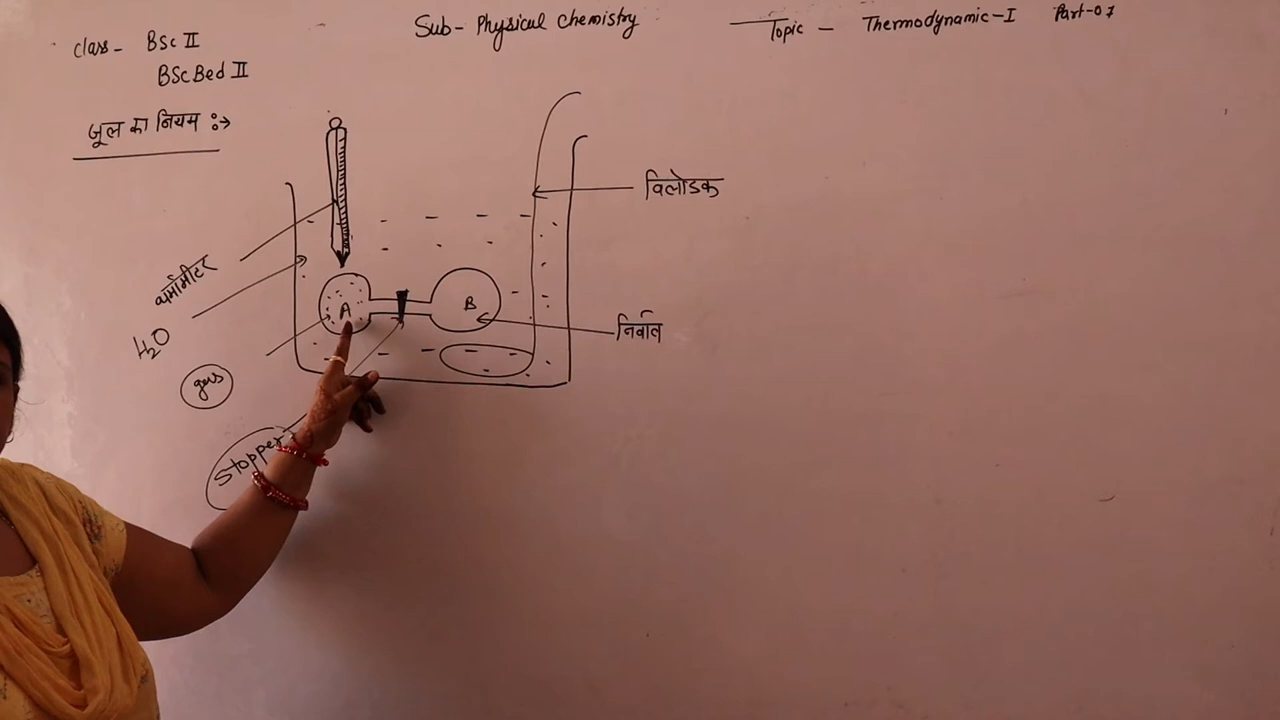 Sub- Physical Chemistry
Topic - Thermodynamic-I Part-07
Class- BSc II
BScBed II
जूल का नियम :→
विलोडक
थर्मामीटर
H2O
A
B
निर्वात
gas
Stopper